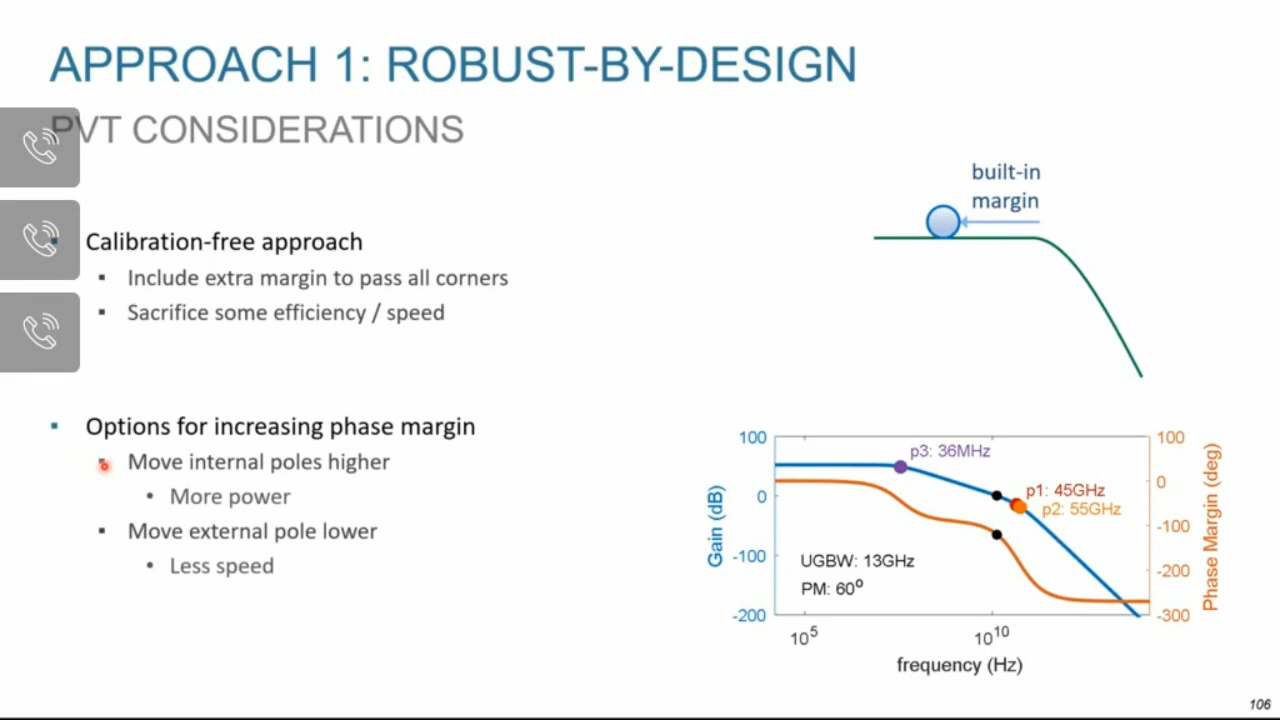 APPROACH 1: ROBUST-BY-DESIGN
PVT CONSIDERATIONS
built-in
margin
Calibration-free approach
Include extra margin to pass all corners
Sacrifice some efficiency / speed
Options for increasing phase margin
Move internal poles higher
• More power
Move external pole lower
• Less speed
100
0
-100
-200
Gain (dB)
p3: 36MHz
p1: 45GHz
p2: 55GHz
UGBW: 13GHz
PM: 60°
100
0
-100
-200
-300
Phase Margin (deg)
10⁵
10¹⁰
frequency (Hz)
106